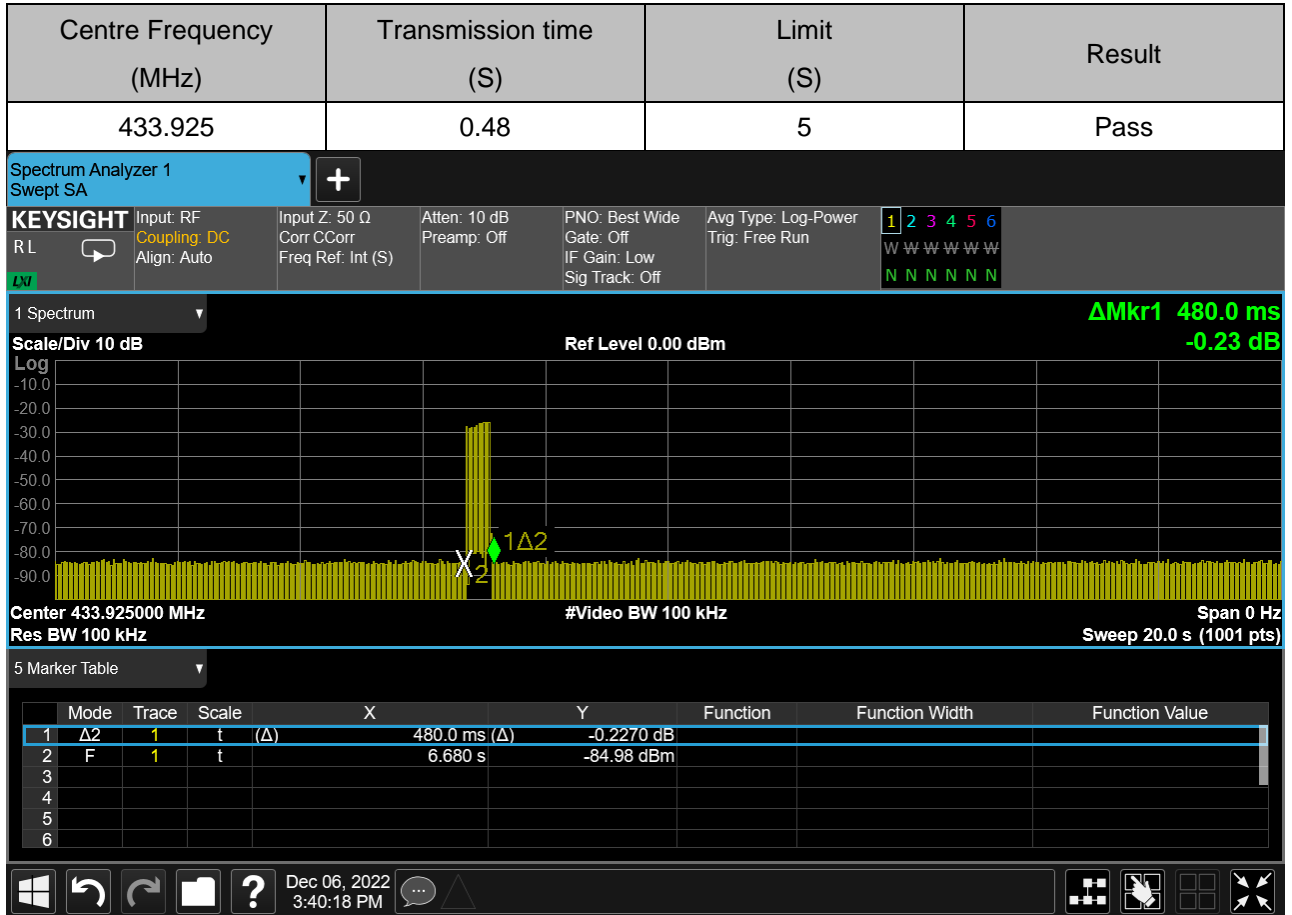 Centre Frequency (MHz) Transmission time (S) Limit (S) Result
433.925 0.48 5 Pass
Spectrum Analyzer 1
Swept SA
KEYSIGHT Input: RF Input Z: 50 Ω Atten: 10 dB PNO: Best Wide Avg Type: Log-Power 1 2 3 4 5 6
R L Coupling: DC Corr CCorr Preamp: Off Gate: Off Trig: Free Run W W W W W W
Align: Auto Freq Ref: Int (S) IF Gain: Low
LXI Sig Track: Off N N N N N N
1 Spectrum ΔMkr1 480.0 ms
Scale/Div 10 dB Ref Level 0.00 dBm -0.23 dB
Log
-10.0
-20.0
-30.0
-40.0
-50.0
-60.0
-70.0
1Δ2
-80.0
X
2
-90.0
Center 433.925000 MHz #Video BW 100 kHz Span 0 Hz
Res BW 100 kHz Sweep 20.0 s (1001 pts)
5 Marker Table
Mode Trace Scale X Y Function Function Width Function Value
1 Δ2 1 t (Δ) 480.0 ms (Δ) -0.2270 dB
2 F 1 t 6.680 s -84.98 dBm
3
4
5
6
? Dec 06, 2022
3:40:18 PM